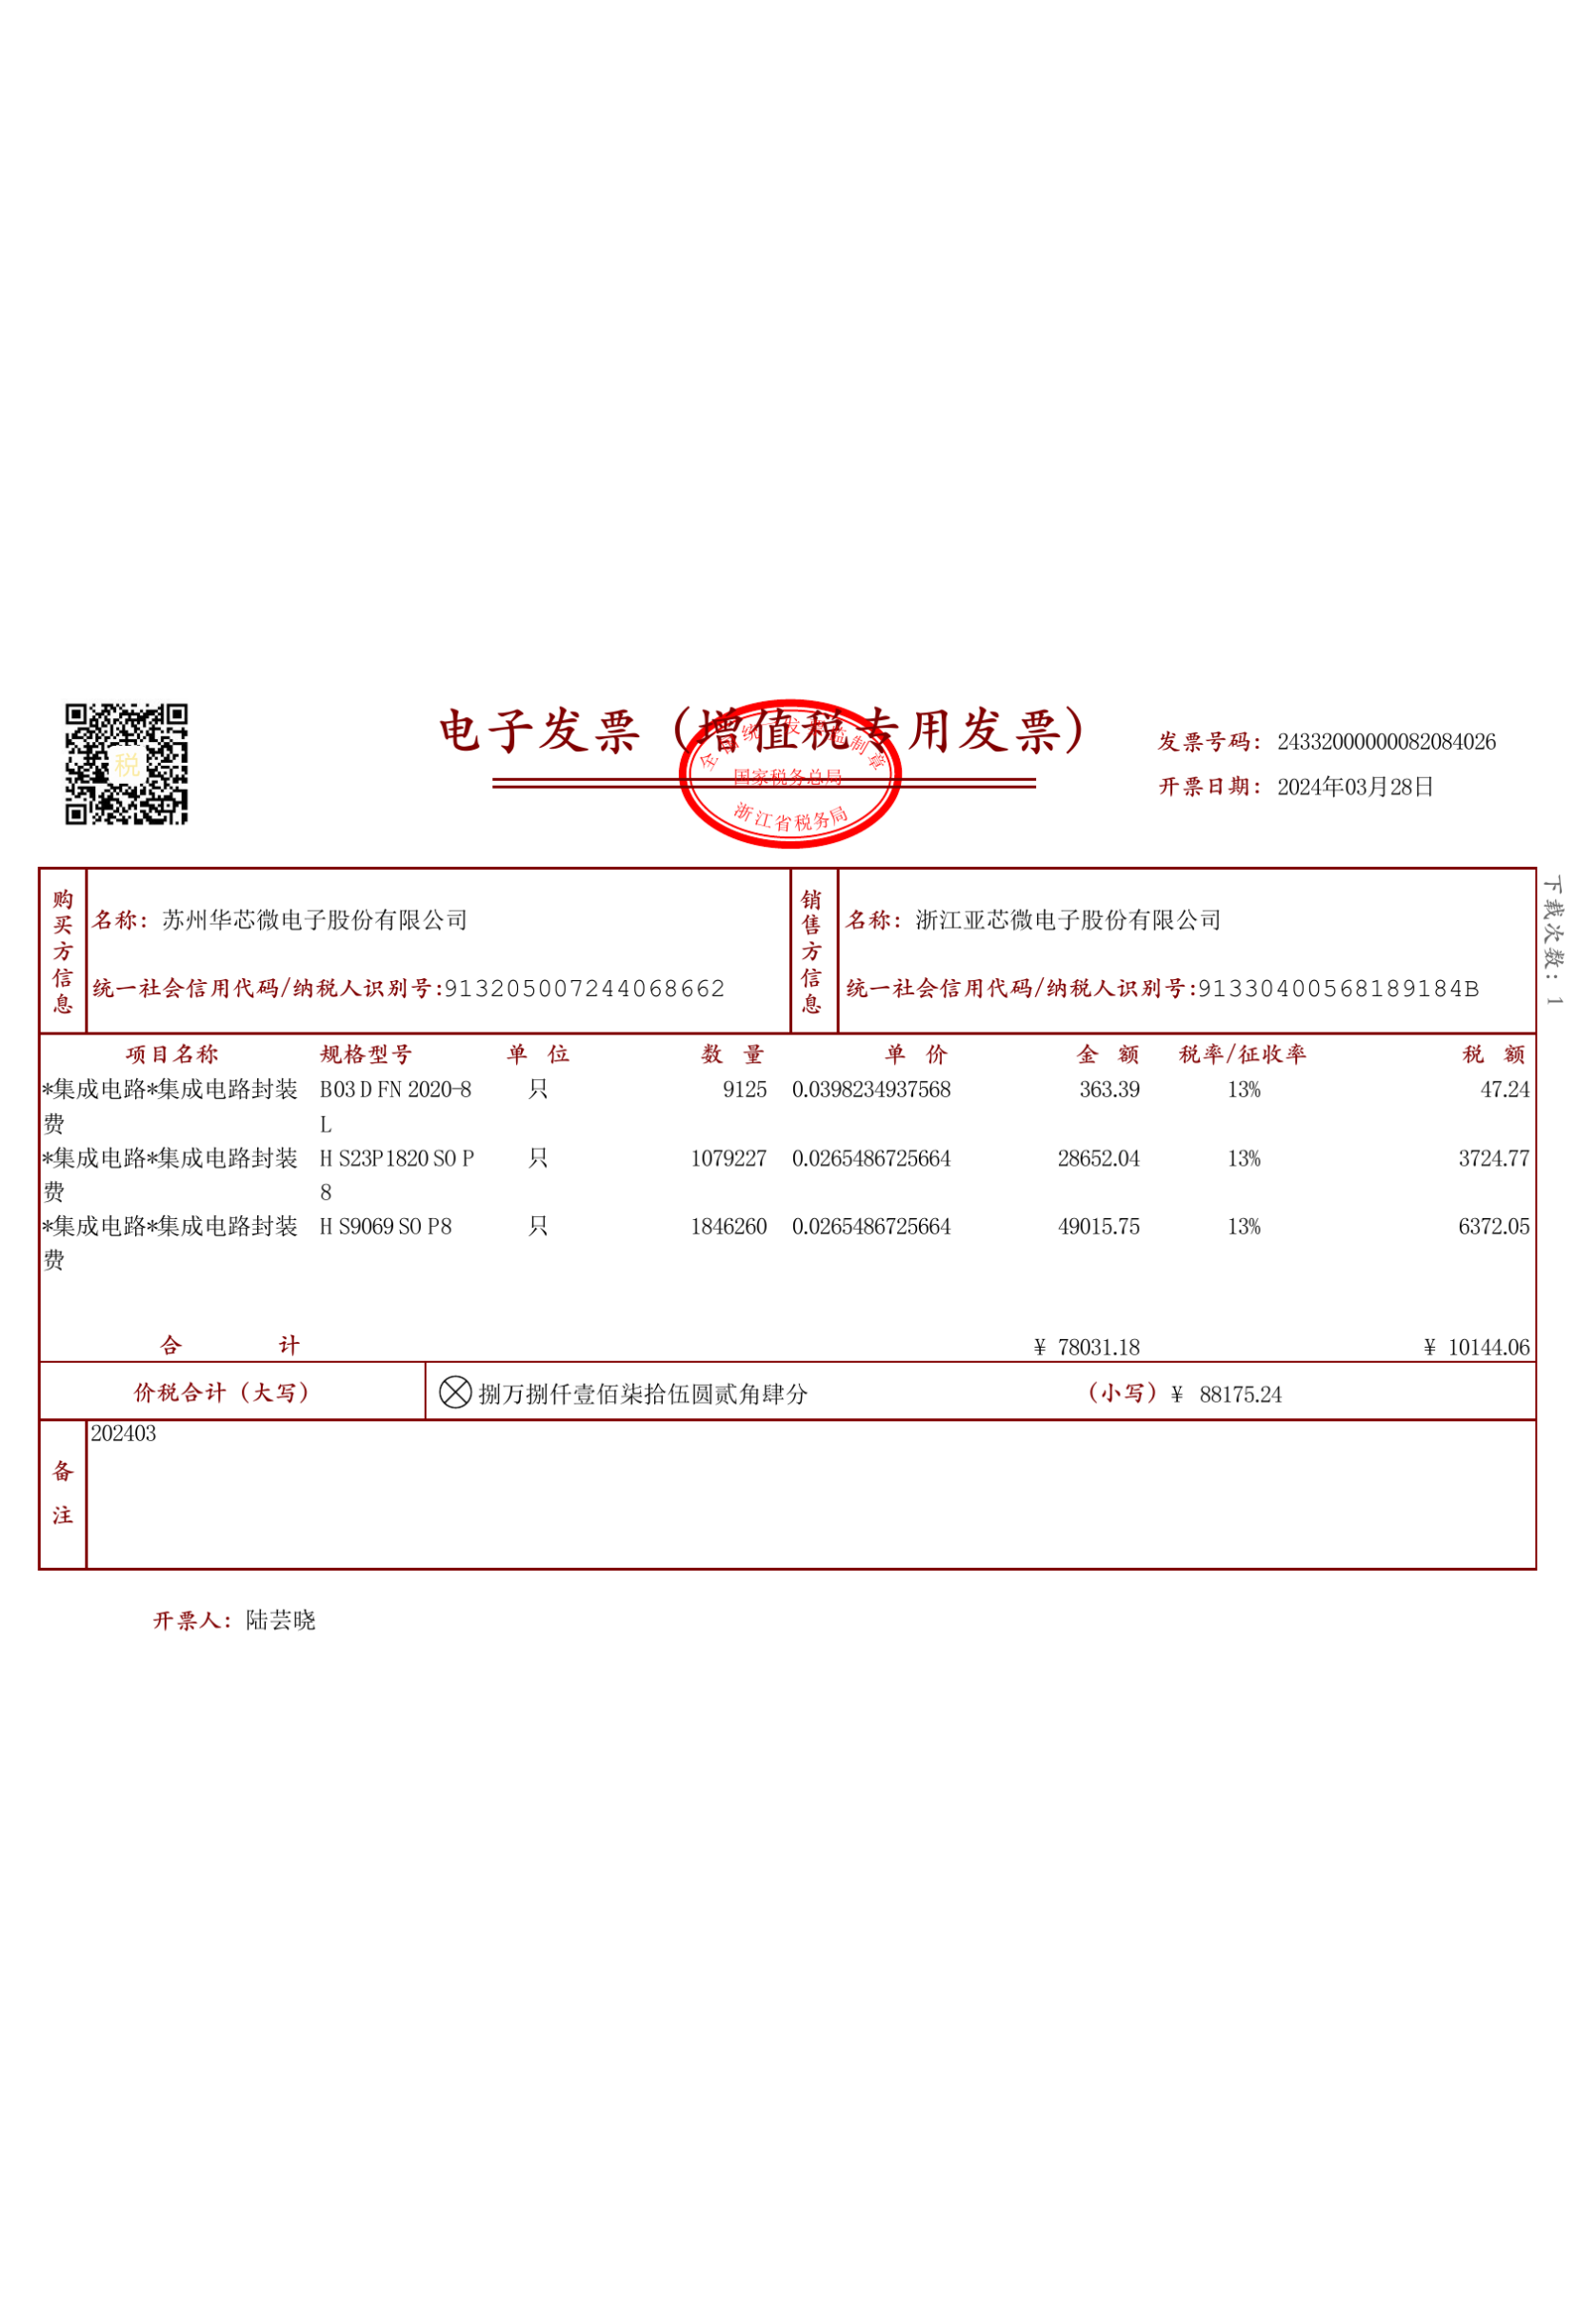 电子发票（增值税专用发票）
全国统一发票监制章
国家税务总局
浙江省税务局
税
发票号码：24332000000082084026
开票日期：2024年03月28日
下载次数：1
购买方信息
名称：苏州华芯微电子股份有限公司
统一社会信用代码/纳税人识别号:913205007244068662
销售方信息
名称：浙江亚芯微电子股份有限公司
统一社会信用代码/纳税人识别号:91330400568189184B
项目名称 规格型号 单位 数量 单价 金额 税率/征收率 税额
*集成电路*集成电路封装 B03DFN2020-8 只 9125 0.0398234937568 363.39 13% 47.24
费 L
*集成电路*集成电路封装 HS23P1820SOP 只 1079227 0.0265486725664 28652.04 13% 3724.77
费 8
*集成电路*集成电路封装 HS9069SOP8 只 1846260 0.0265486725664 49015.75 13% 6372.05
费
合计 ¥ 78031.18 ¥ 10144.06
价税合计（大写） 捌万捌仟壹佰柒拾伍圆贰角肆分 （小写）¥ 88175.24
备注
202403
开票人：陆芸晓